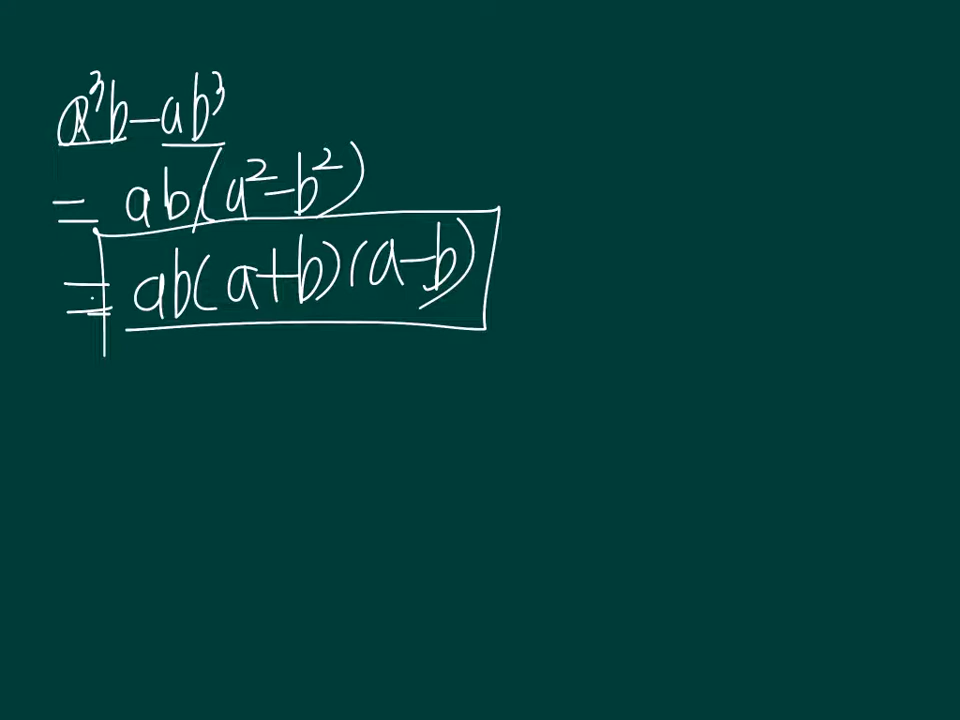 a³b-ab³
= ab(a²-b²)
= ab(a+b)(a-b)